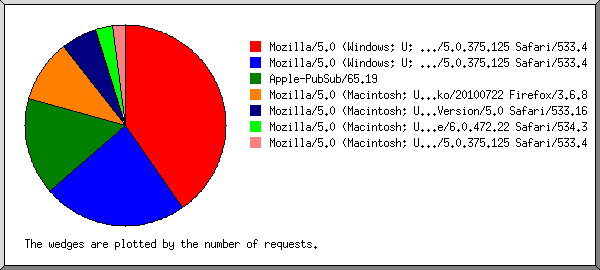 Mozilla/5.0 (Windows; U; .../5.0.375.125 Safari/533.4
Mozilla/5.0 (Windows; U; .../5.0.375.125 Safari/533.4
Apple-PubSub/65.19
Mozilla/5.0 (Macintosh; U...ko/20100722 Firefox/3.6.8
Mozilla/5.0 (Macintosh; U...Version/5.0 Safari/533.16
Mozilla/5.0 (Macintosh; U...e/6.0.472.22 Safari/534.3
Mozilla/5.0 (Macintosh; U.../5.0.375.125 Safari/533.4
The wedges are plotted by the number of requests.